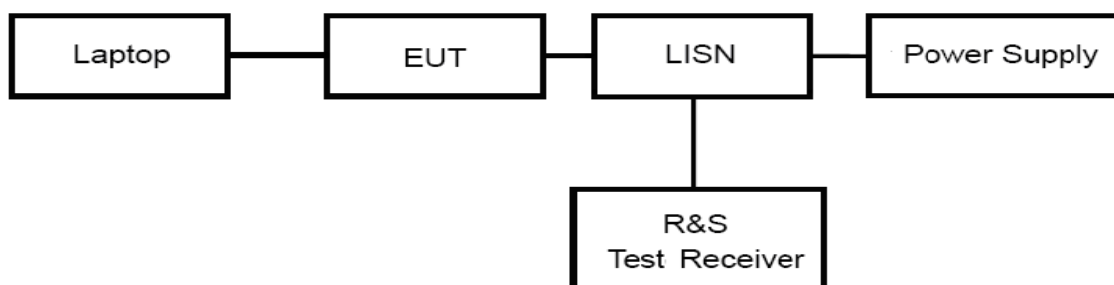 Laptop
EUT
LISN
Power Supply
R&S
Test Receiver